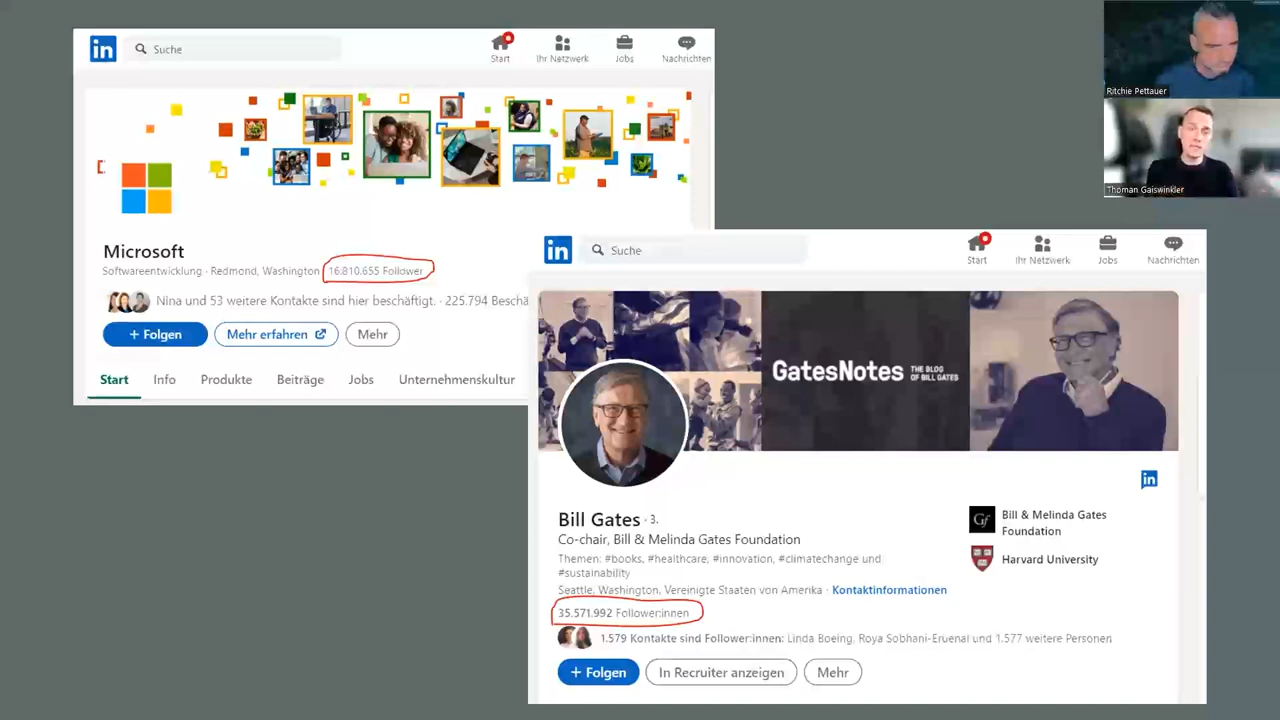 in
Suche
Start
Ihr Netzwerk
Jobs
Nachrichten
Microsoft
Softwareentwicklung · Redmond, Washington 16.810.655 Follower
Nina und 53 weitere Kontakte sind hier beschäftigt. · 225.794 Beschä
+ Folgen
Mehr erfahren
Mehr
Start
Info
Produkte
Beiträge
Jobs
Unternehmenskultur
Ritchie Pettauer
Thoman Gaiswinkler
in
Suche
Start
Ihr Netzwerk
Jobs
Nachrichten
GatesNotes
THE BLOG
OF BILL GATES
in
Bill Gates · 3.
Co-chair, Bill & Melinda Gates Foundation
Themen: #books, #healthcare, #innovation, #climatechange und
#sustainability
Seattle, Washington, Vereinigte Staaten von Amerika · Kontaktinformationen
35.571.992 Follower:innen
1.579 Kontakte sind Follower:innen: Linda Boeing, Roya Sobhani-Eruenal und 1.577 weitere Personen
+ Folgen
In Recruiter anzeigen
Mehr
Gf
Bill & Melinda Gates
Foundation
Harvard University